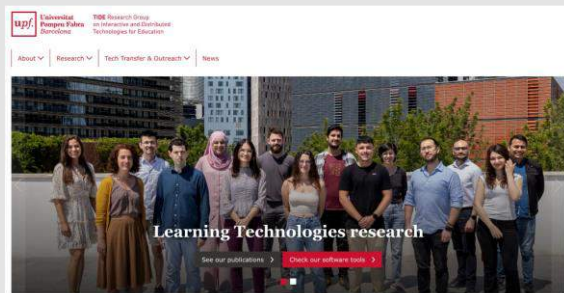 upf.
Universitat
Pompeu Fabra
Barcelona
TIDE Research Group
on Interactive and Distributed
Technologies for Education
About
Research
Tech Transfer & Outreach
News
Learning Technologies research
See our publications
Check our software tools